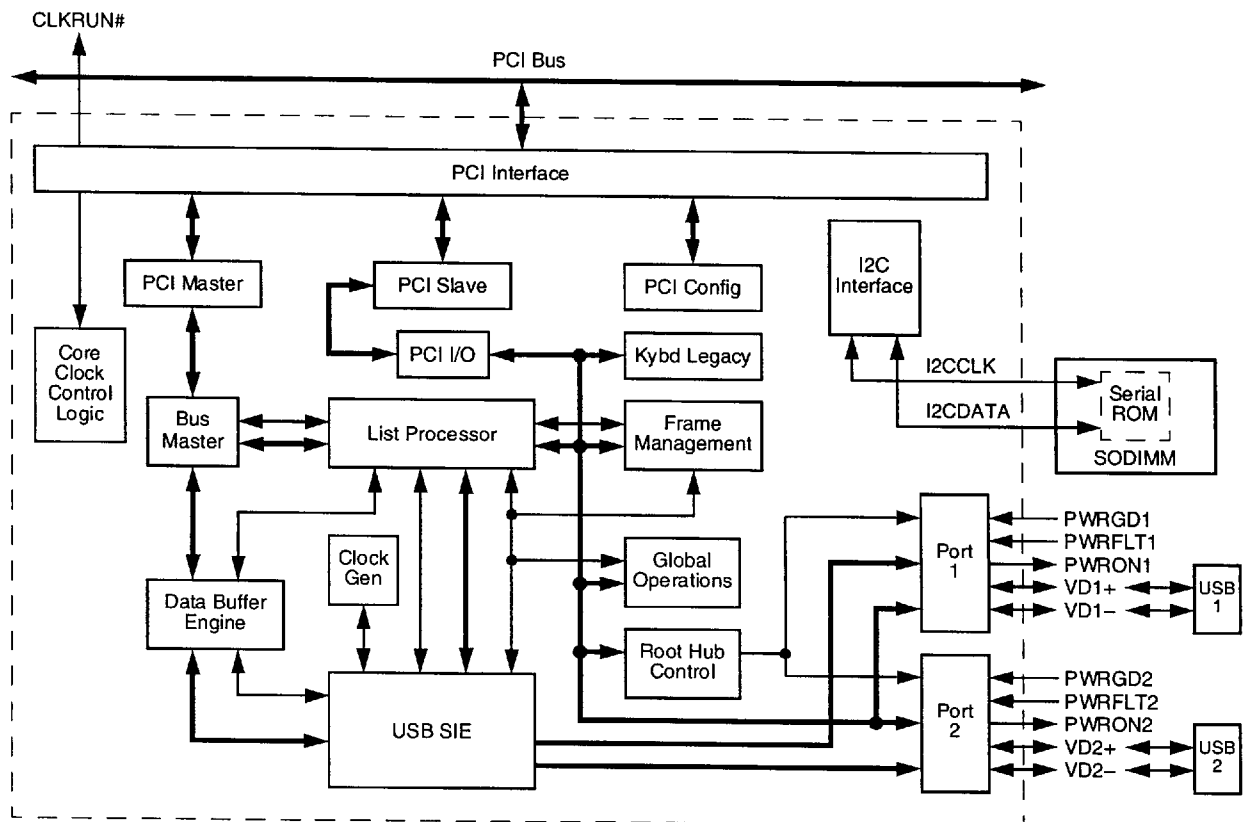 CLKRUN#
PCI Bus
PCI Interface
PCI Master
PCI Slave
PCI Config
I2C
Interface
Core
Clock
Control
Logic
PCI I/O
Kybd Legacy
I2CCLK
I2CDATA
Serial
ROM
SODIMM
Bus
Master
List Processor
Frame
Management
Clock
Gen
Global
Operations
Data Buffer
Engine
Root Hub
Control
USB SIE
Port
1
PWRGD1
PWRFLT1
PWRON1
VD1+
VD1–
USB
1
Port
2
PWRGD2
PWRFLT2
PWRON2
VD2+
VD2–
USB
2